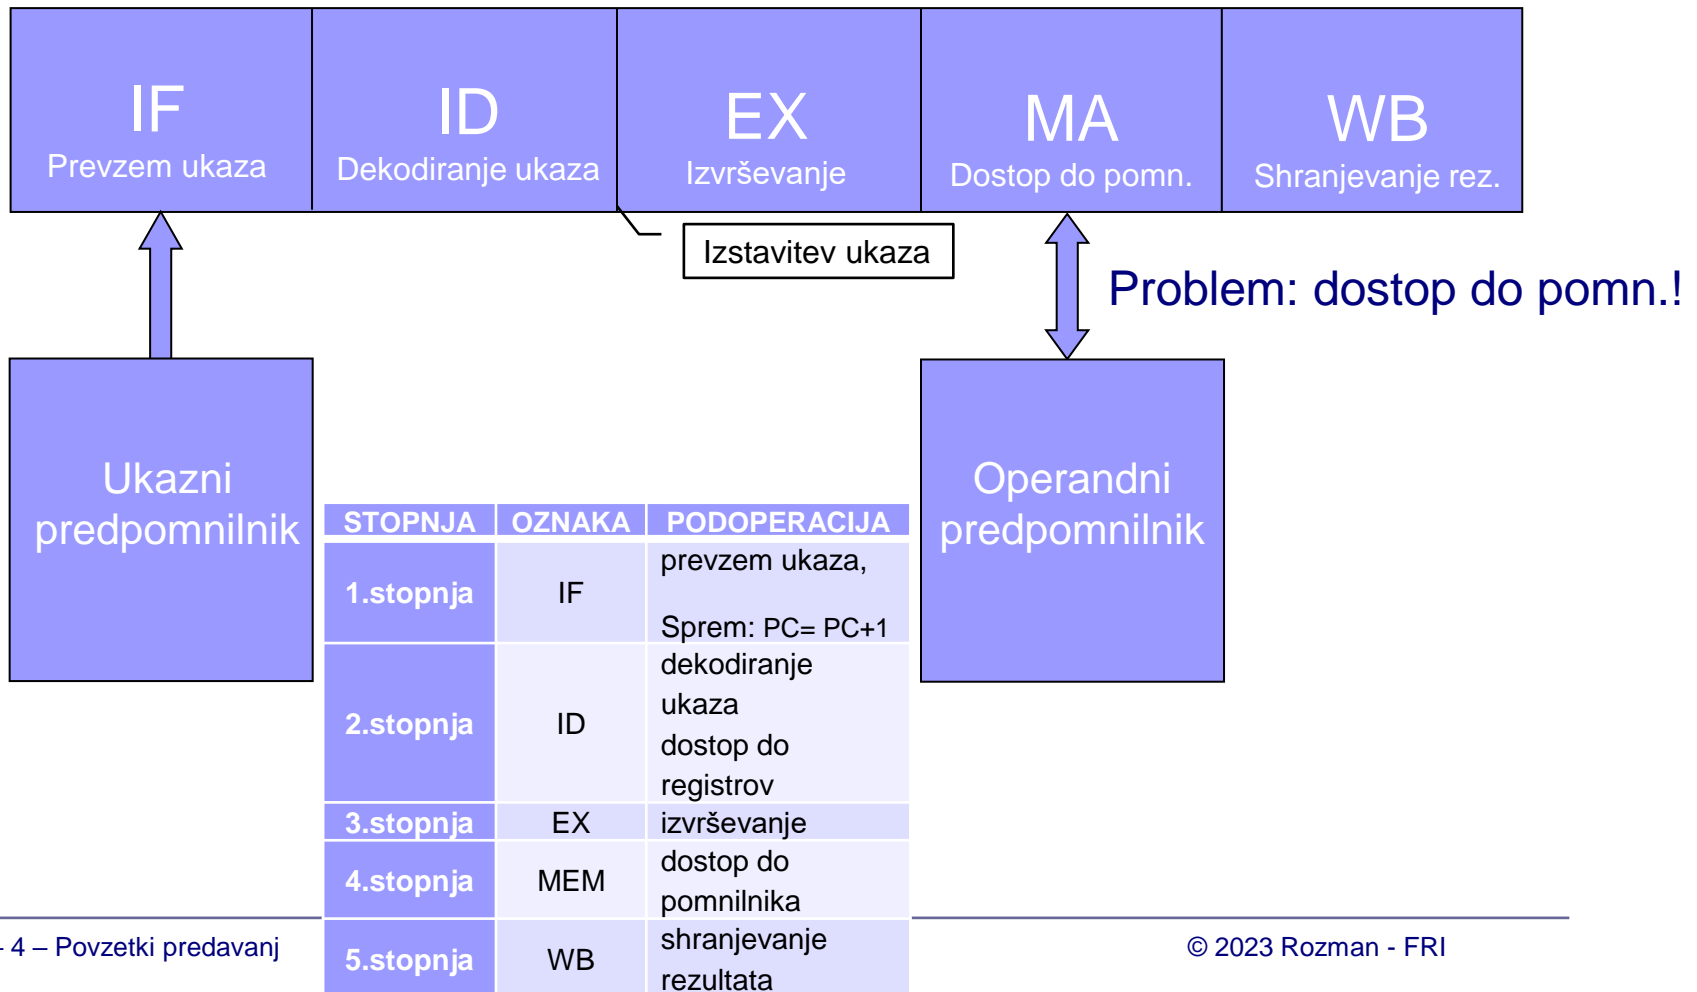 IF
Prevzem ukaza
ID
Dekodiranje ukaza
EX
Izvrševanje
MA
Dostop do pomn.
WB
Shranjevanje rez.
Izstavitev ukaza
Problem: dostop do pomn.!
Ukazni
predpomnilnik
Operandni
predpomnilnik
STOPNJA OZNAKA PODOPERACIJA
1.stopnja IF prevzem ukaza,
Sprem: PC= PC+1
2.stopnja ID dekodiranje
ukaza
dostop do
registrov
3.stopnja EX izvrševanje
4.stopnja MEM dostop do
pomnilnika
5.stopnja WB shranjevanje
rezultata
- 4 – Povzetki predavanj
© 2023 Rozman - FRI